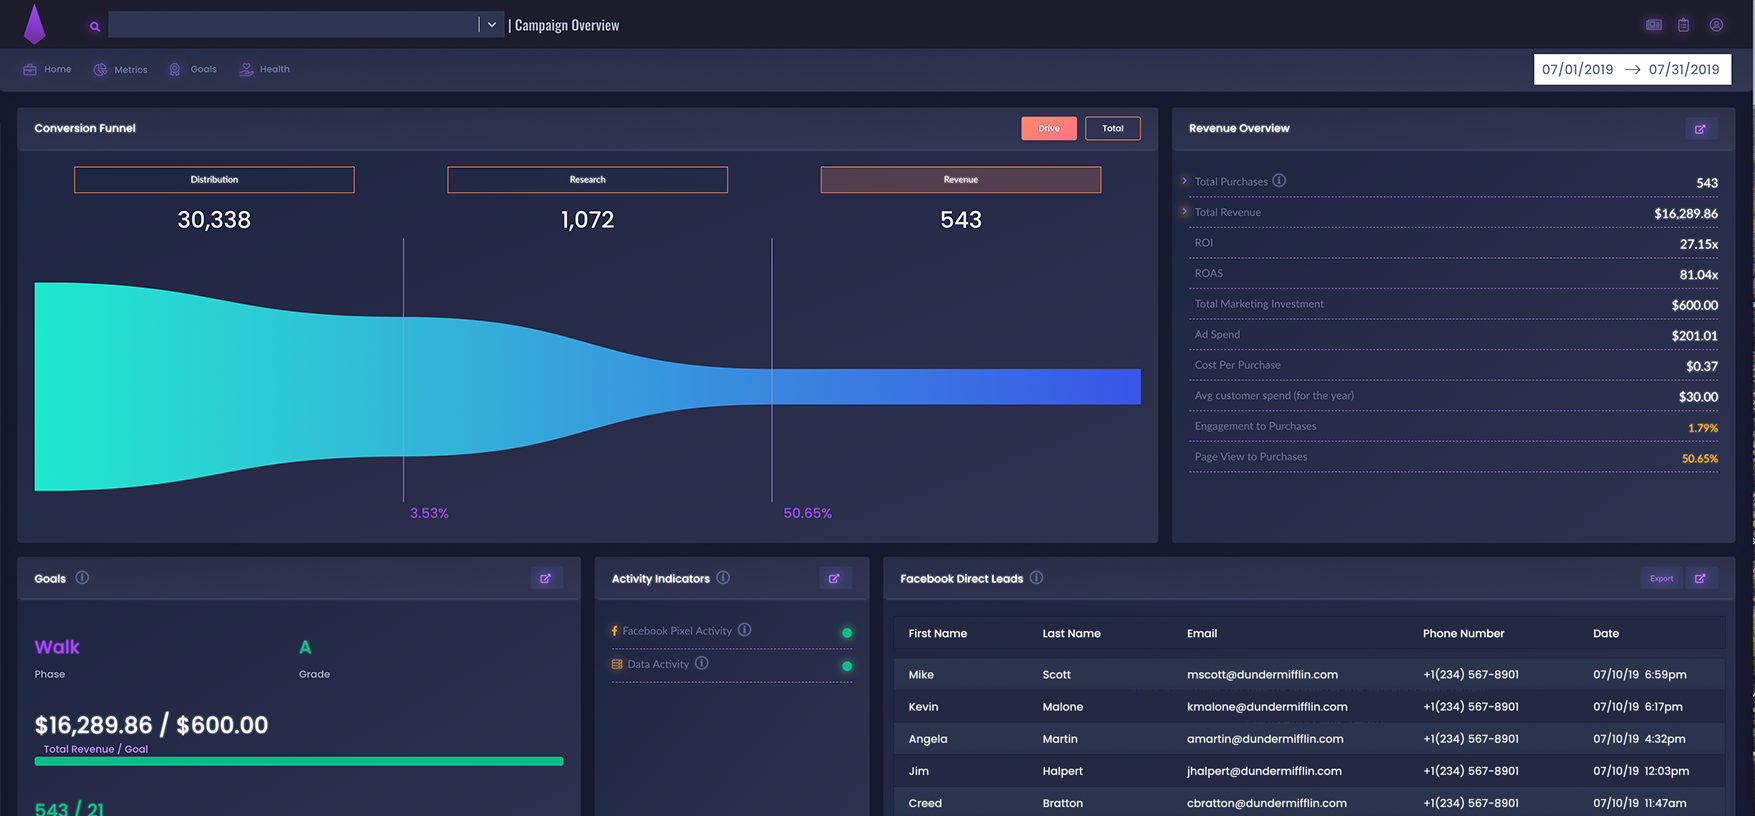 | Campaign Overview
Home
Metrics
Goals
Health
07/01/2019 → 07/31/2019
Conversion Funnel
Drive
Total
Distribution
Research
Revenue
30,338
1,072
543
3.53%
50.65%
Revenue Overview
Total Purchases 543
Total Revenue $16,289.86
ROI 27.15x
ROAS 81.04x
Total Marketing Investment $600.00
Ad Spend $201.01
Cost Per Purchase $0.37
Avg customer spend (for the year) $30.00
Engagement to Purchases 1.79%
Page View to Purchases 50.65%
Goals
Walk
Phase
A
Grade
$16,289.86 / $600.00
Total Revenue / Goal
543 / 21
Activity Indicators
Facebook Pixel Activity
Data Activity
Facebook Direct Leads
Export
First Name Last Name Email Phone Number Date
Mike Scott mscott@dundermifflin.com +1(234) 567-8901 07/10/19 6:59pm
Kevin Malone kmalone@dundermifflin.com +1(234) 567-8901 07/10/19 6:17pm
Angela Martin amartin@dundermifflin.com +1(234) 567-8901 07/10/19 4:32pm
Jim Halpert jhalpert@dundermifflin.com +1(234) 567-8901 07/10/19 12:03pm
Creed Bratton cbratton@dundermifflin.com +1(234) 567-8901 07/10/19 11:47am